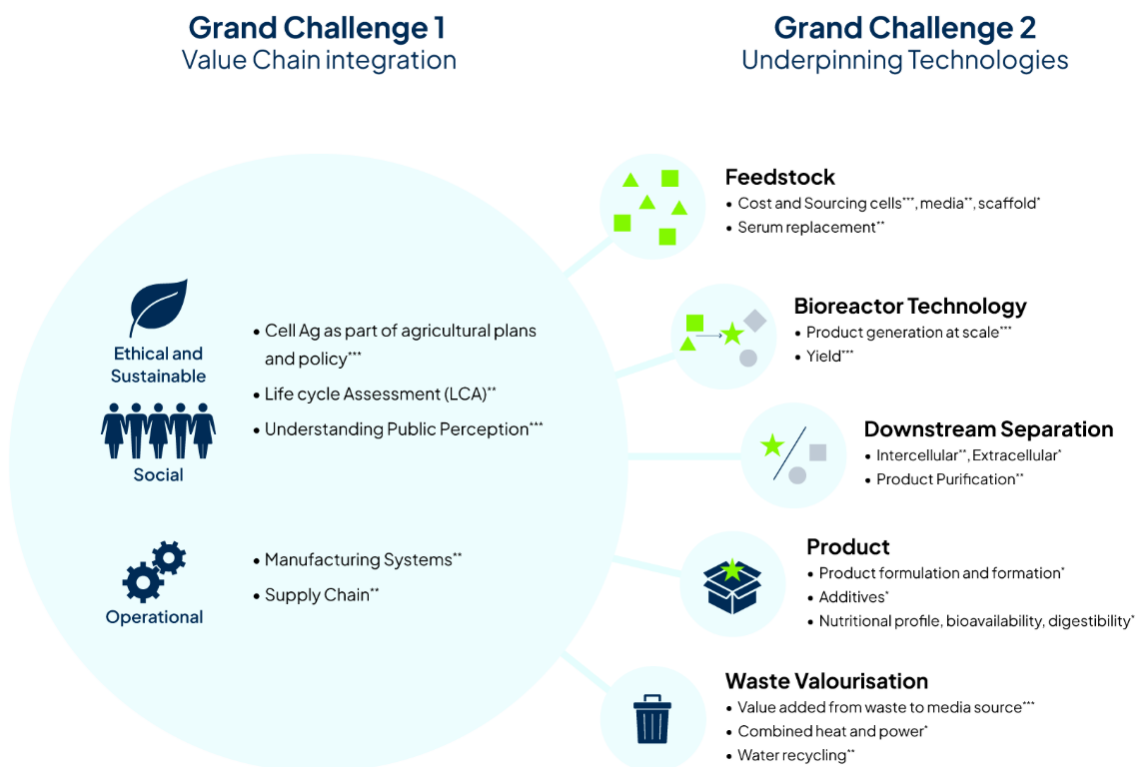 Grand Challenge 1
Value Chain integration
Ethical and
Sustainable
Social
• Cell Ag as part of agricultural plans
and policy***
• Life cycle Assessment (LCA)**
• Understanding Public Perception***
Operational
• Manufacturing Systems**
• Supply Chain**
Grand Challenge 2
Underpinning Technologies
Feedstock
• Cost and Sourcing cells***, media**, scaffold*
• Serum replacement**
Bioreactor Technology
• Product generation at scale***
• Yield***
Downstream Separation
• Intercellular**, Extracellular*
• Product Purification**
Product
• Product formulation and formation*
• Additives*
• Nutritional profile, bioavailability, digestibility*
Waste Valourisation
• Value added from waste to media source***
• Combined heat and power*
• Water recycling**